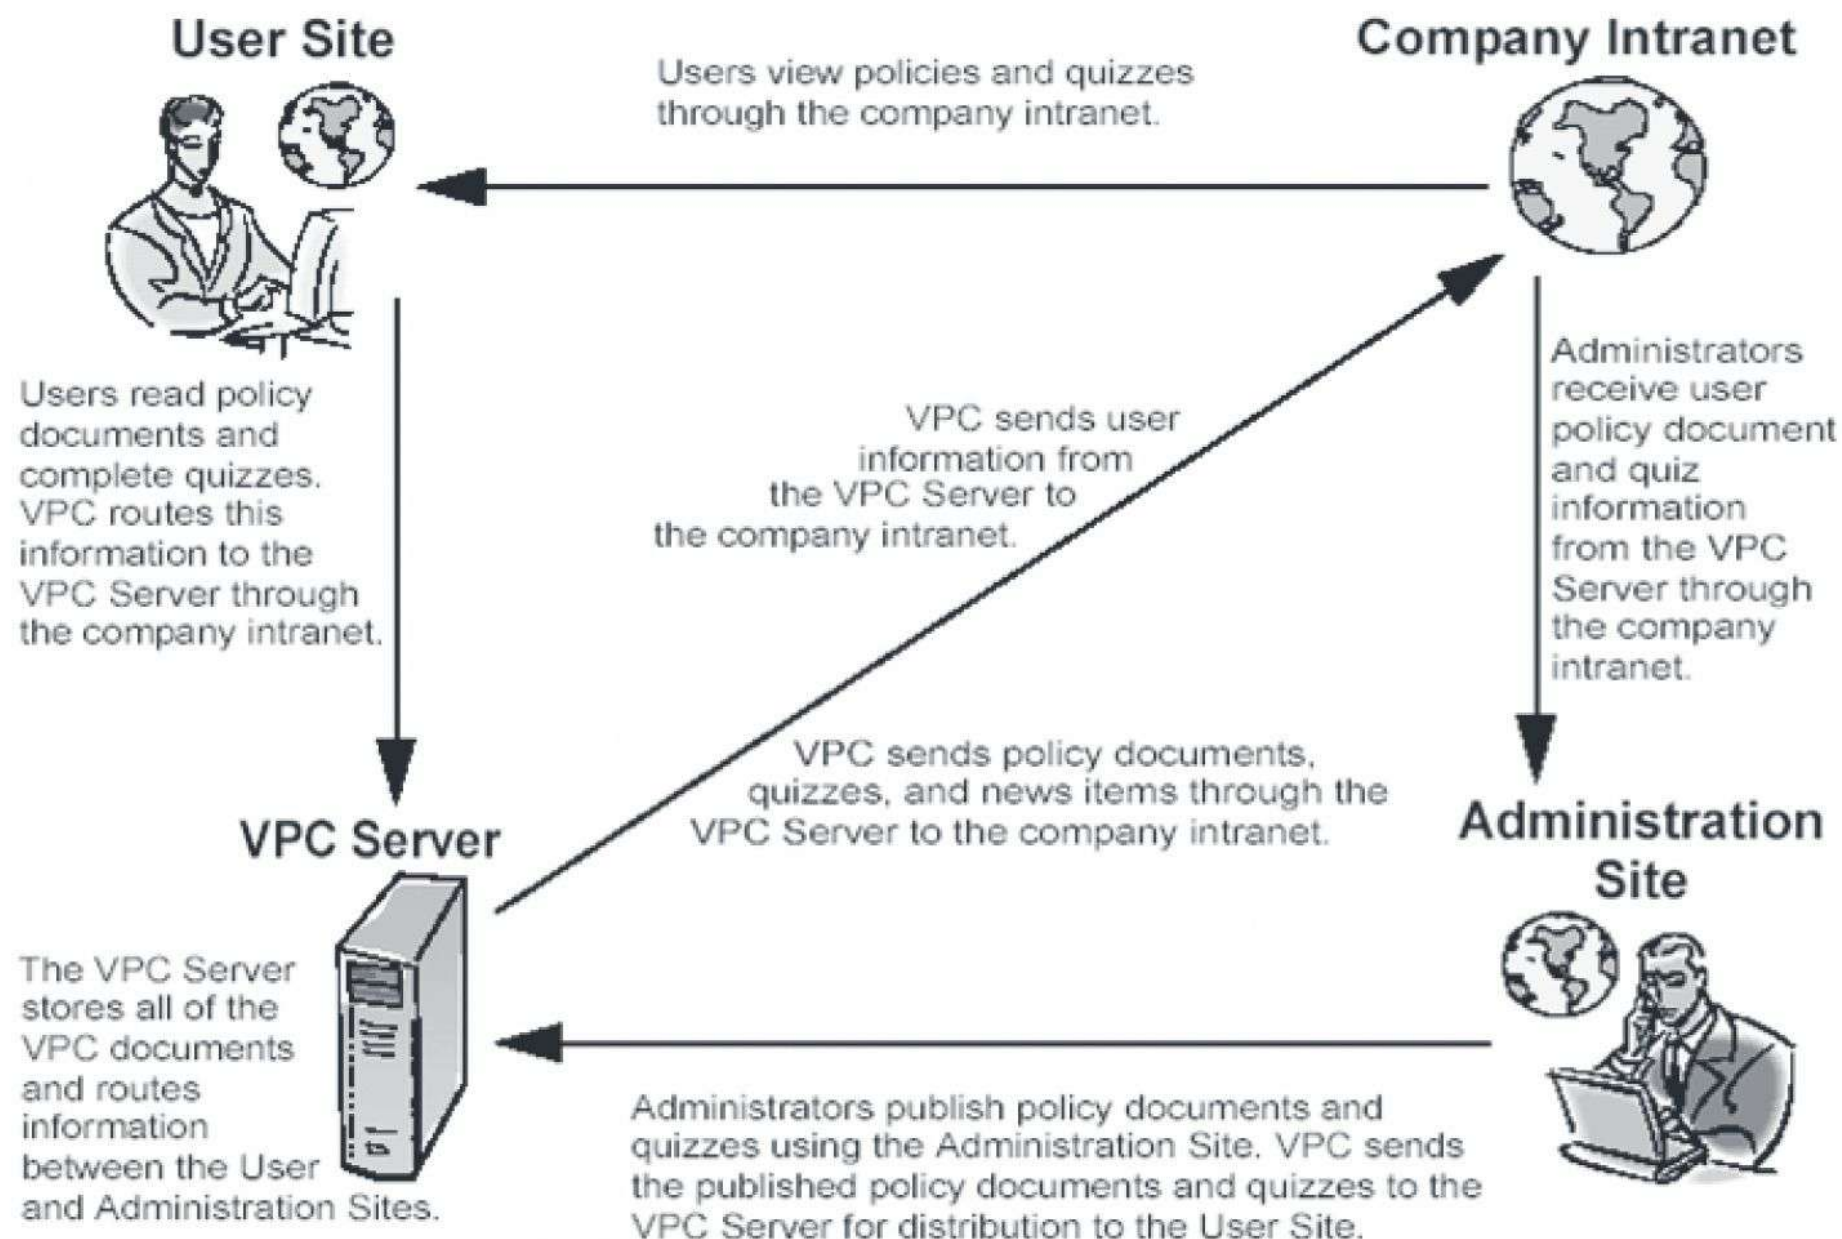 User Site
Company Intranet
Users view policies and quizzes
through the company intranet.
Users read policy
documents and
complete quizzes.
VPC routes this
information to the
VPC Server through
the company intranet.
VPC sends user
information from
the VPC Server to
the company intranet.
Administrators
receive user
policy document
and quiz
information
from the VPC
Server through
the company
intranet.
VPC sends policy documents,
quizzes, and news items through the
VPC Server to the company intranet.
VPC Server
Administration
Site
The VPC Server
stores all of the
VPC documents
and routes
information
between the User
and Administration Sites.
Administrators publish policy documents and
quizzes using the Administration Site. VPC sends
the published policy documents and quizzes to the
VPC Server for distribution to the User Site.